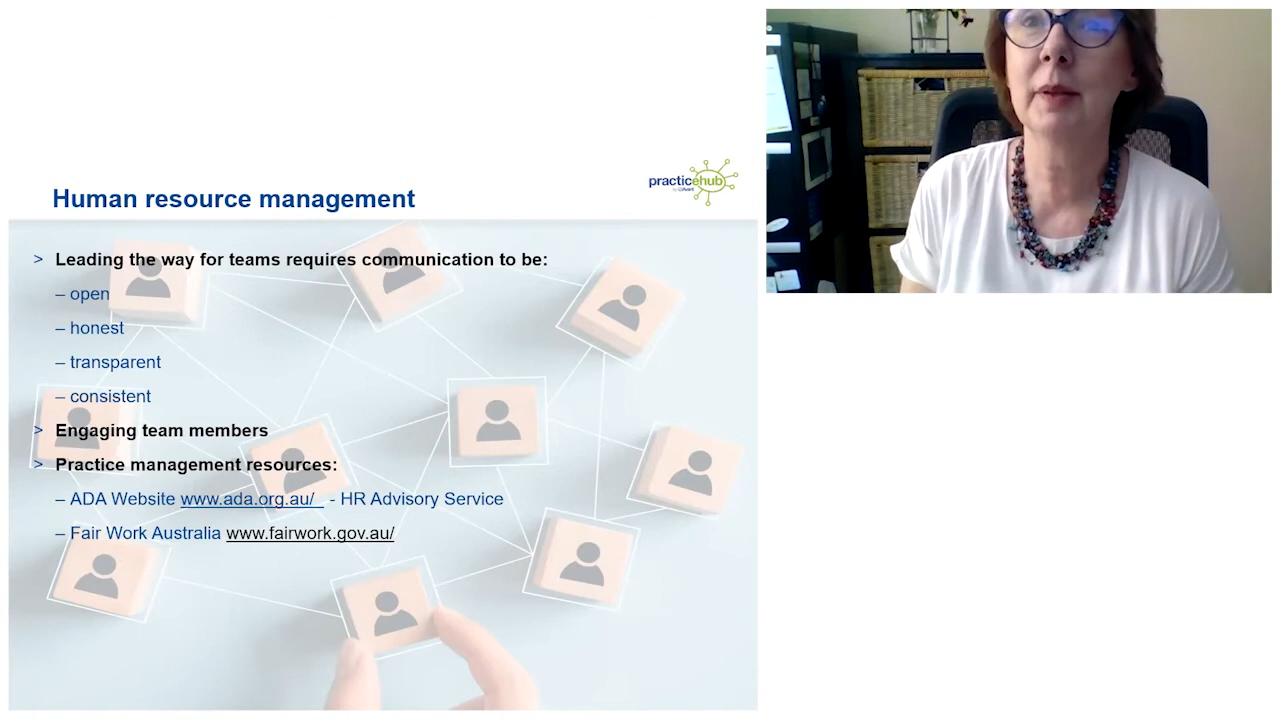 practicehub
Human resource management
> Leading the way for teams requires communication to be:
– open
– honest
– transparent
– consistent
> Engaging team members
> Practice management resources:
– ADA Website www.ada.org.au/ - HR Advisory Service
– Fair Work Australia www.fairwork.gov.au/